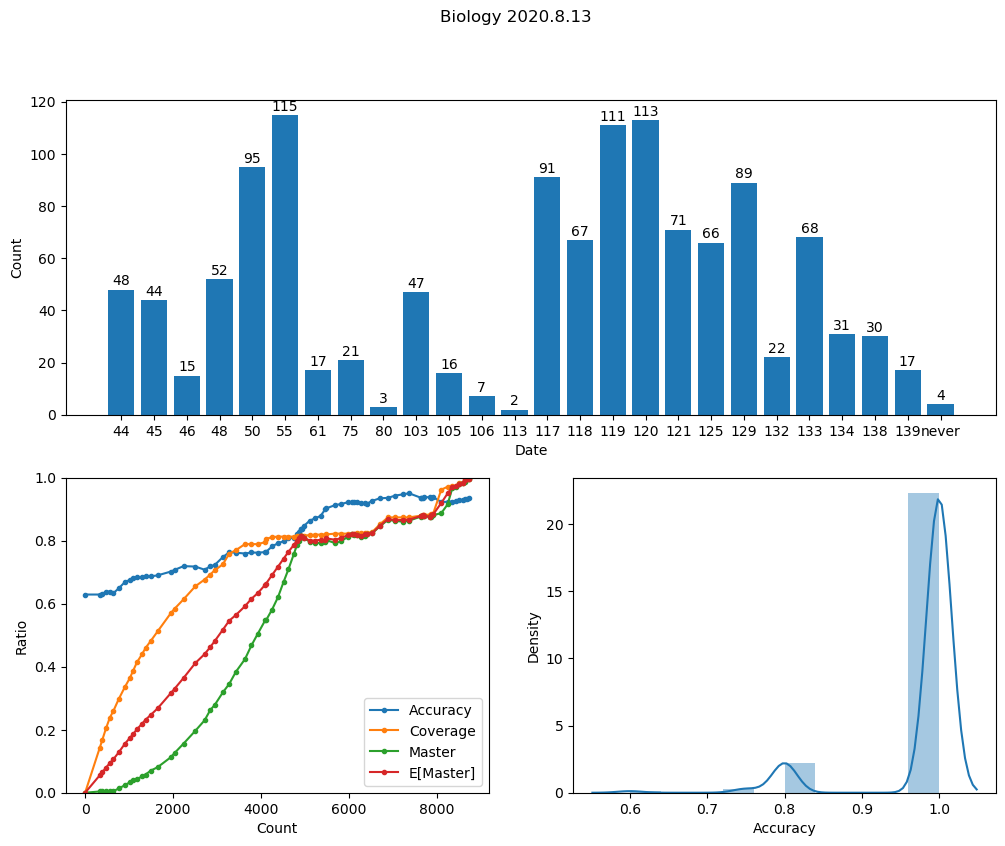 Biology 2020.8.13
120
100
80
60
40
20
0
Count
48 44 15 52 95 115 17 21 3 47 16 7 2 91 67 111 113 71 66 89 22 68 31 30 17 4
44 45 46 48 50 55 61 75 80 103 105 106 113 117 118 119 120 121 125 129 132 133 134 138 139 never
Date
1.0
0.8
0.6
0.4
0.2
0.0
Ratio
Accuracy
Coverage
Master
E[Master]
0 2000 4000 6000 8000
Count
20
15
10
5
0
Density
0.6 0.7 0.8 0.9 1.0
Accuracy